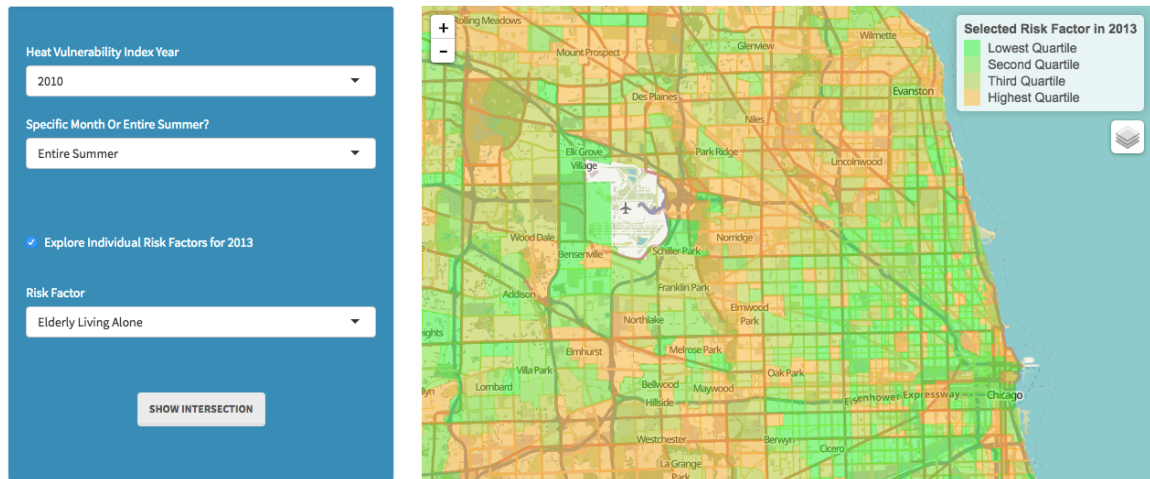 Heat Vulnerability Index Year
2010
Specific Month Or Entire Summer?
Entire Summer
Explore Individual Risk Factors for 2013
Risk Factor
Elderly Living Alone
SHOW INTERSECTION
+
-
Selected Risk Factor in 2013
Lowest Quartile
Second Quartile
Third Quartile
Highest Quartile
Rolling Meadows
Wilmette
Mount Prospect
Glenview
Evanston
Des Plaines
Niles
Elk Grove
Village
Park Ridge
Lincolnwood
Wood Dale
Norridge
Bensenville
Schiller Park
Franklin Park
Addison
Elmwood
Park
Northlake
eights
Elmhurst
Melrose Park
Villa Park
Oak Park
Lombard
Bellwood
Maywood
llyn
Hillside
Eisenhower Expressway
Chicago
Westchester
Berwyn
Cicero
La Grange
Park